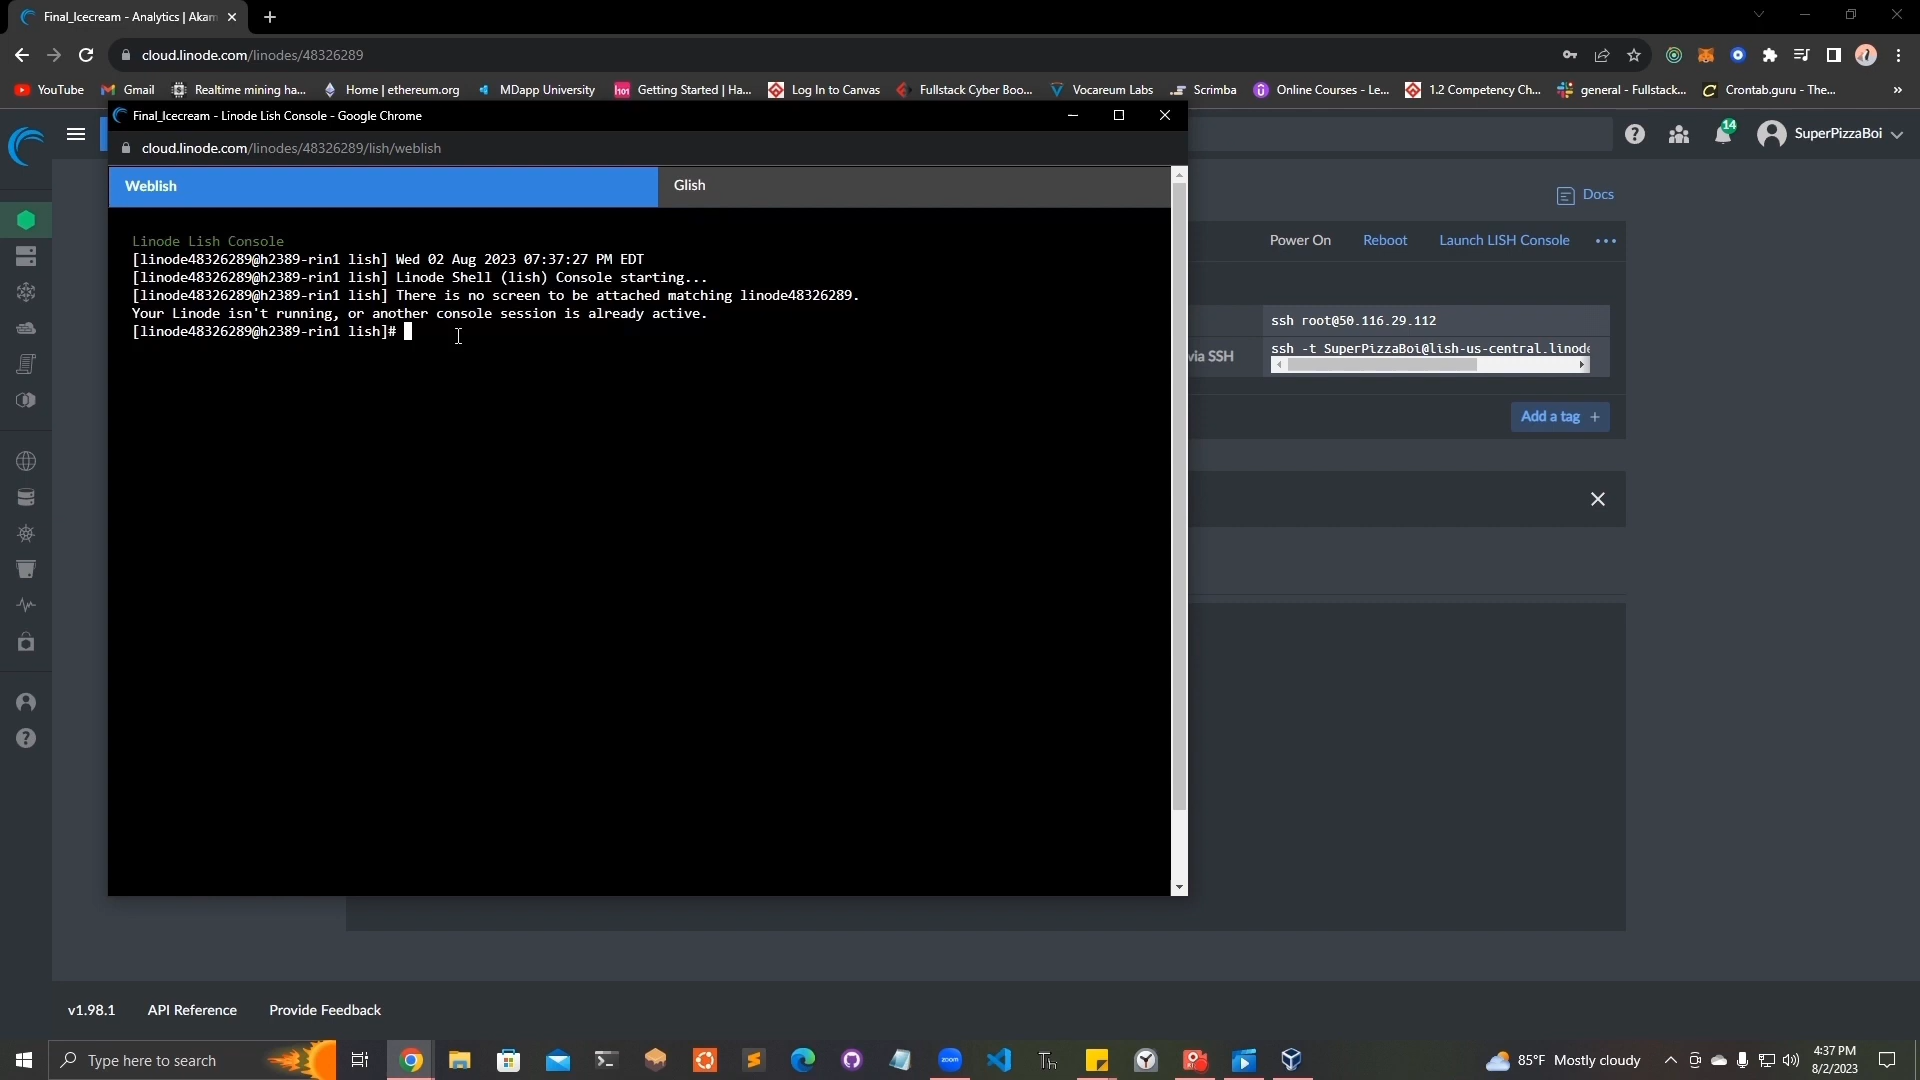 Final_Icecream - Analytics | Akam
cloud.linode.com/linodes/48326289
YouTube
Gmail
Realtime mining ha...
Home | ethereum.org
MDapp University
Getting Started | Ha...
Log In to Canvas
Fullstack Cyber Boo...
Vocareum Labs
Scrimba
Online Courses - Le...
1.2 Competency Ch...
general - Fullstack...
Crontab.guru - The...
»
Final_Icecream - Linode Lish Console - Google Chrome
cloud.linode.com/linodes/48326289/lish/weblish
14
SuperPizzaBoi
Weblish
Glish
Docs
Linode Lish Console
[linode48326289@h2389-rin1 lish] Wed 02 Aug 2023 07:37:27 PM EDT
[linode48326289@h2389-rin1 lish] Linode Shell (lish) Console starting...
[linode48326289@h2389-rin1 lish] There is no screen to be attached matching linode48326289.
Your Linode isn't running, or another console session is already active.
[linode48326289@h2389-rin1 lish]#
Power On
Reboot
Launch LISH Console
ssh root@50.116.29.112
via SSH
ssh -t SuperPizzaBoi@lish-us-central.linode
Add a tag +
v1.98.1
API Reference
Provide Feedback
Type here to search
zoom
85°F Mostly cloudy
4:37 PM
8/2/2023